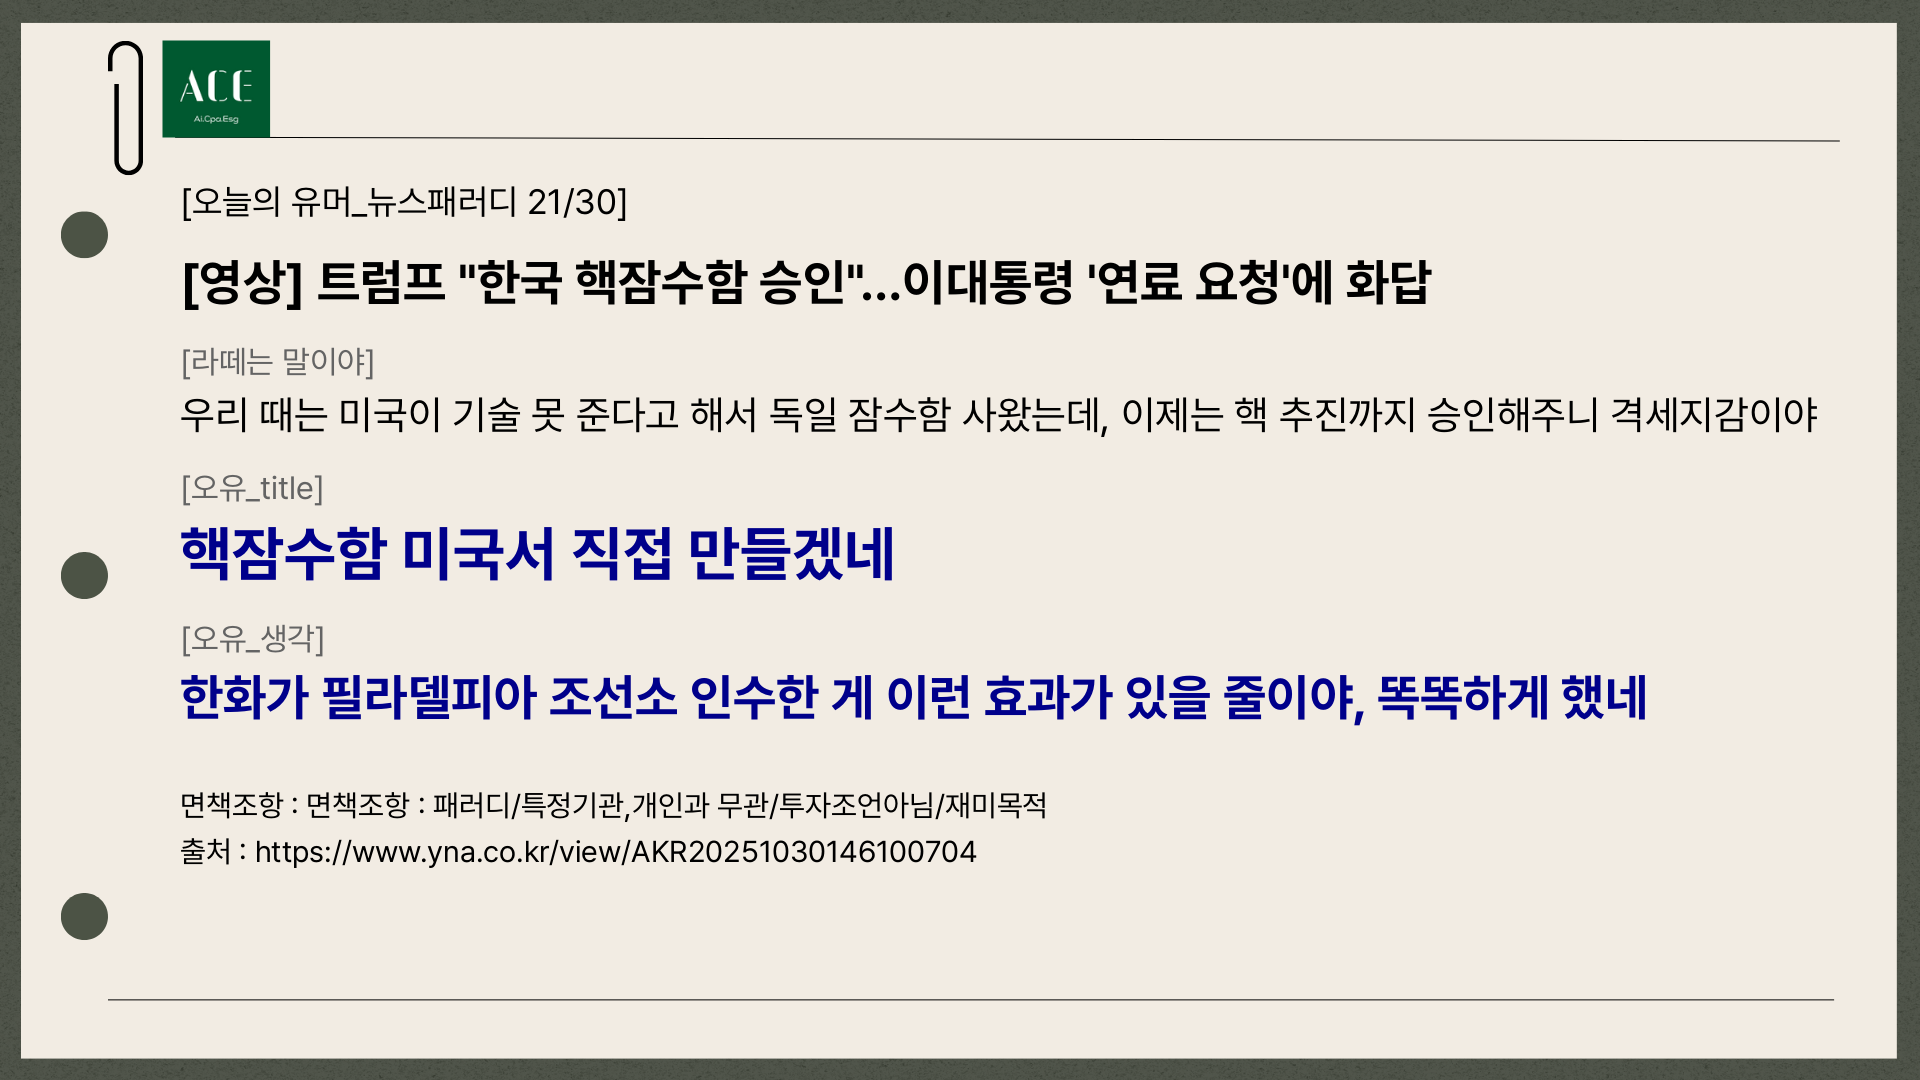 ACE
Ai.Cpa.Esg
[오늘의 유머_뉴스패러디 21/30]
[영상] 트럼프 "한국 핵잠수함 승인"...이대통령 '연료 요청'에 화답
[라떼는 말이야]
우리 때는 미국이 기술 못 준다고 해서 독일 잠수함 사왔는데, 이제는 핵 추진까지 승인해주니 격세지감이야
[오유_title]
핵잠수함 미국서 직접 만들겠네
[오유_생각]
한화가 필라델피아 조선소 인수한 게 이런 효과가 있을 줄이야, 똑똑하게 했네
면책조항 : 면책조항 : 패러디/특정기관,개인과 무관/투자조언아님/재미목적
출처 : https://www.yna.co.kr/view/AKR20251030146100704